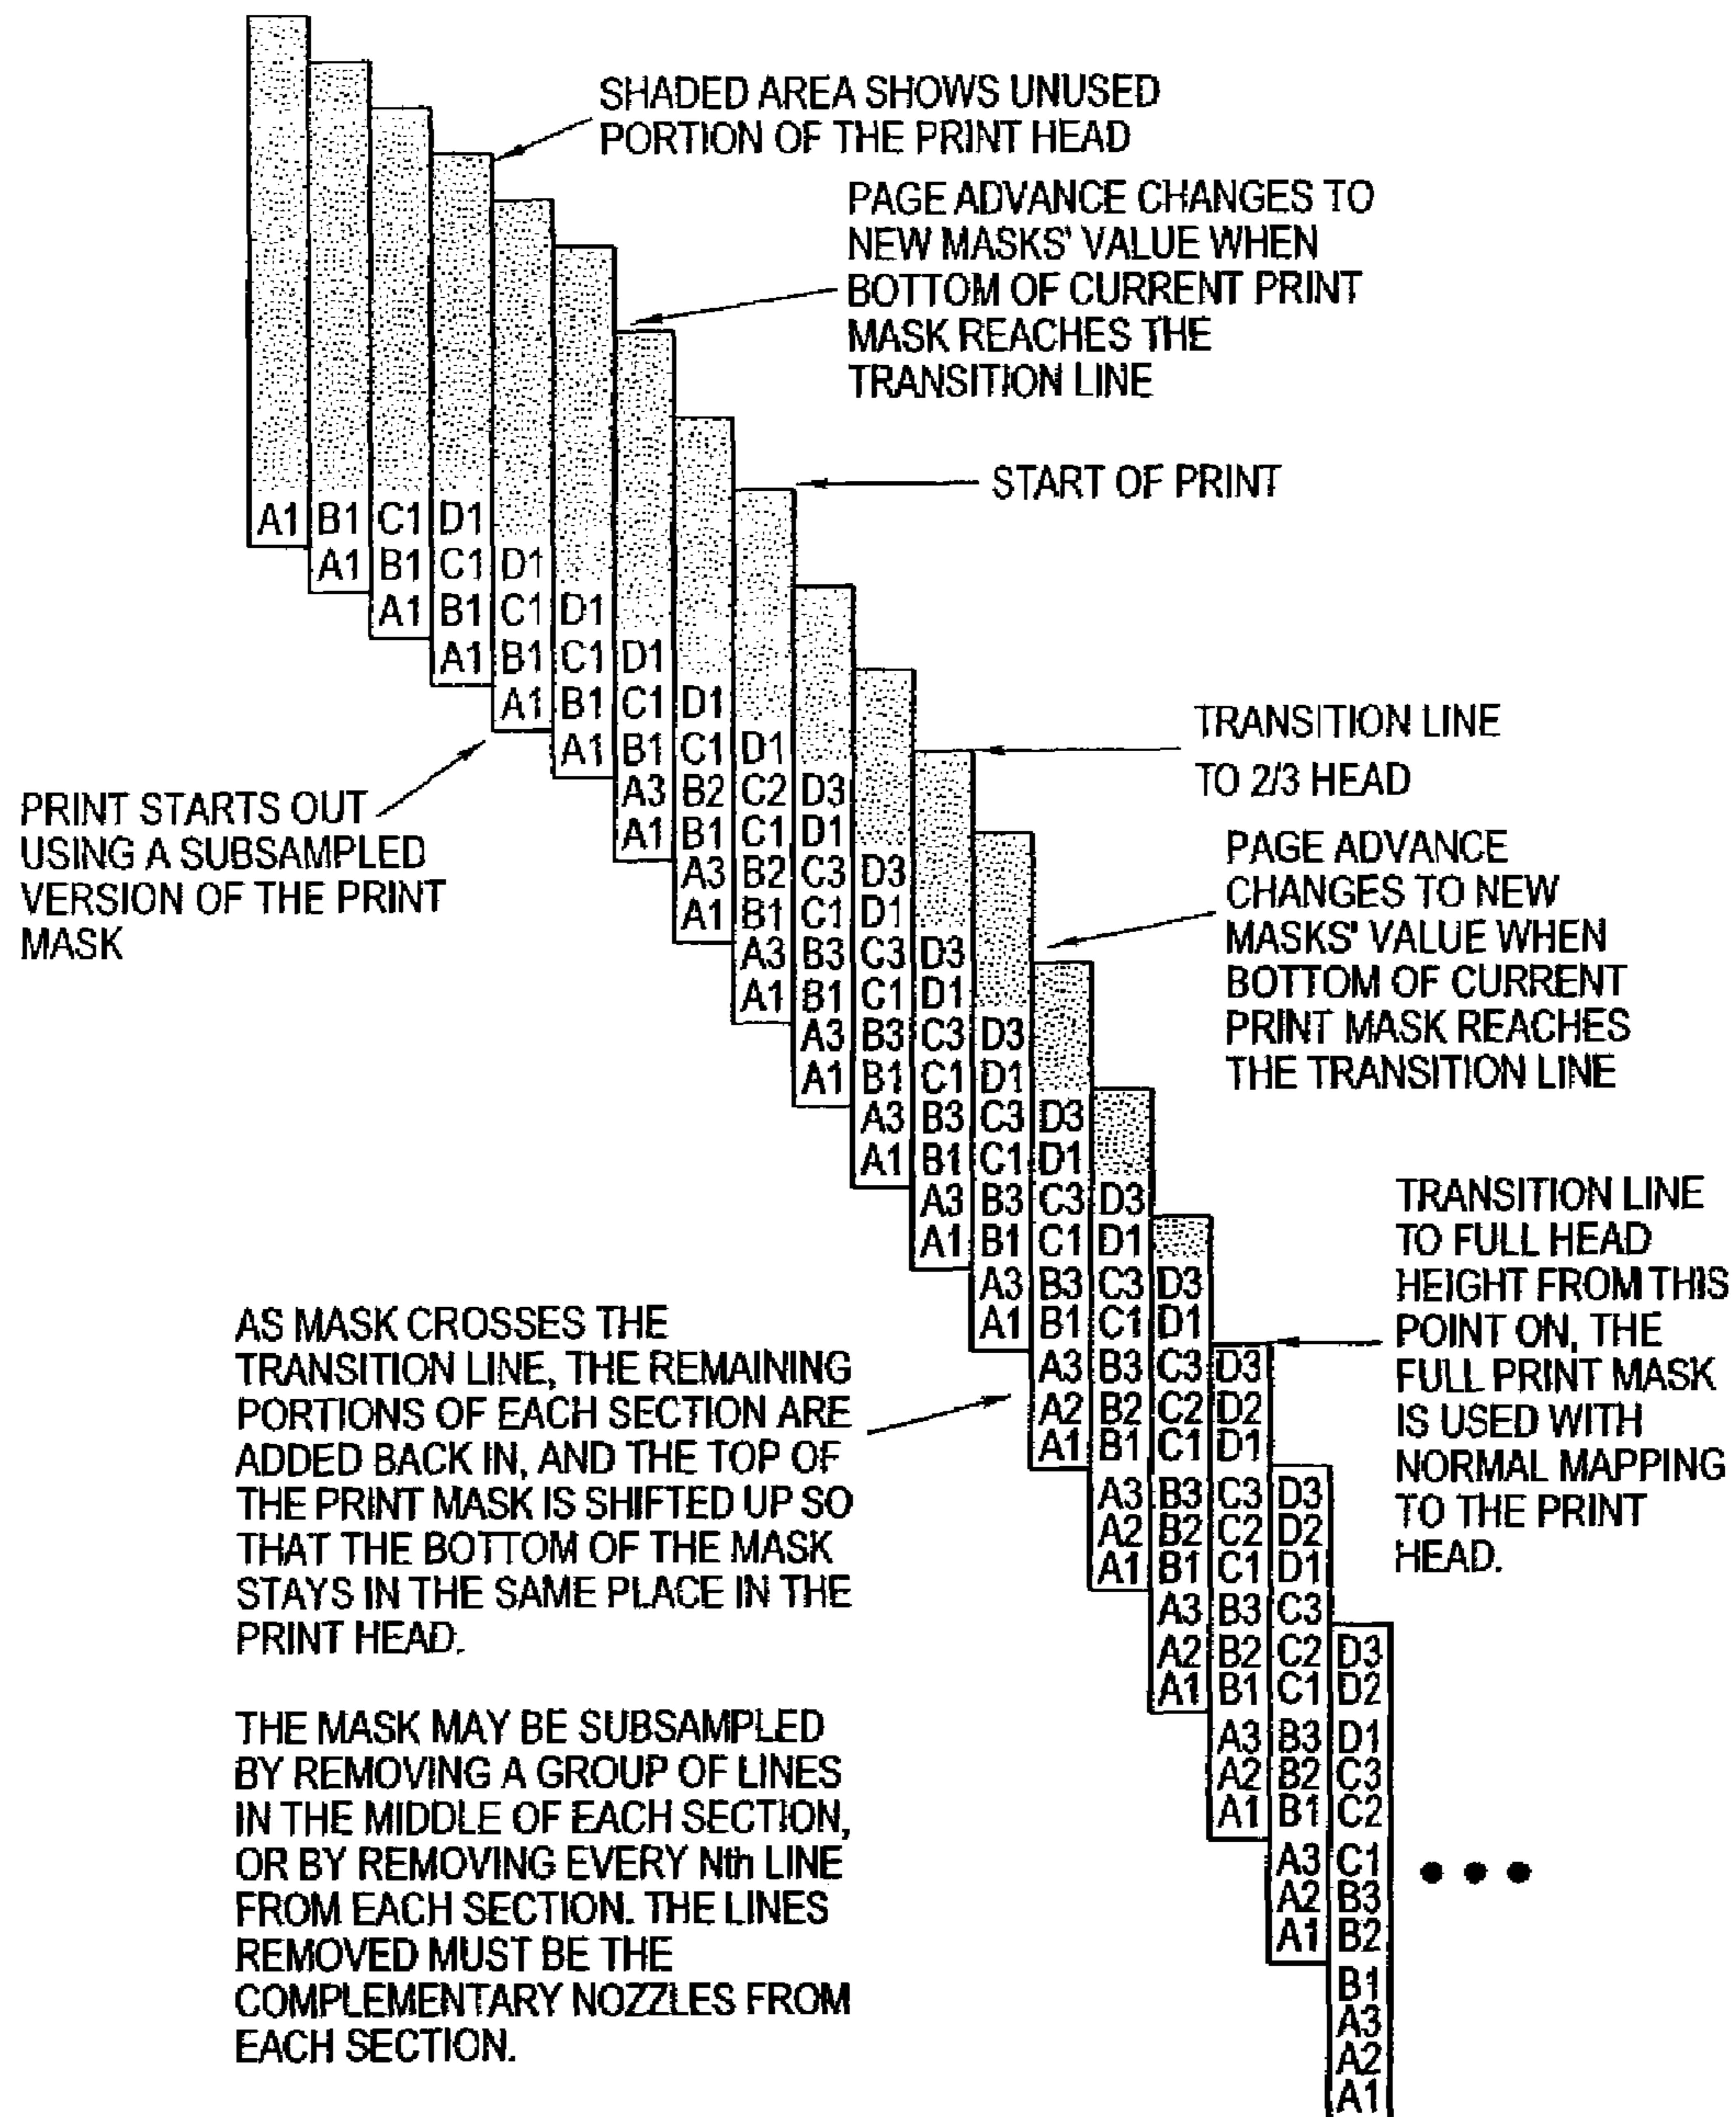 SHADED AREA SHOWS UNUSED
PORTION OF THE PRINT HEAD
PAGE ADVANCE CHANGES TO
NEW MASKS' VALUE WHEN
BOTTOM OF CURRENT PRINT
MASK REACHES THE
TRANSITION LINE
START OF PRINT
A1 B1 C1 D1
A1 B1 C1 D1
A1 B1 C1 D1
A1 B1 C1 D1
A1 B1 C1 D1
A1 B1 C1 D1
A3 B2 C2 D3
A1 B1 C1 D1
A3 B2 C3 D3
A1 B1 C1 D1
A3 B3 C3 D3
A1 B1 C1 D1
A3 B3 C3 D3
A1 B1 C1 D1
A3 B3 C3 D3
A1 B1 C1 D1
A3 B3 C3 D3
A1 B1 C1 D1
A3 B3 C3 D3
A1 B1 C1 D1
A3 B3 C3 D3
A2 B2 C2 D2
A1 B1 C1 D1
A3 B3 C3 D3
A2 B2 C2 D2
A1 B1 C1 D1
A3 B3 C3
A2 B2 C2 D3
A1 B1 C1 D2
A3 B3 D1
A2 B2 C3
A1 B1 C2
A3 C1
A2 B3
A1 B2
B1
A3
A2
A1
PRINT STARTS OUT
USING A SUBSAMPLED
VERSION OF THE PRINT
MASK
TRANSITION LINE
TO 2/3 HEAD
PAGE ADVANCE
CHANGES TO NEW
MASKS' VALUE WHEN
BOTTOM OF CURRENT
PRINT MASK REACHES
THE TRANSITION LINE
TRANSITION LINE
TO FULL HEAD
HEIGHT FROM THIS
POINT ON, THE
FULL PRINT MASK
IS USED WITH
NORMAL MAPPING
TO THE PRINT
HEAD.
AS MASK CROSSES THE
TRANSITION LINE, THE REMAINING
PORTIONS OF EACH SECTION ARE
ADDED BACK IN, AND THE TOP OF
THE PRINT MASK IS SHIFTED UP SO
THAT THE BOTTOM OF THE MASK
STAYS IN THE SAME PLACE IN THE
PRINT HEAD.
THE MASK MAY BE SUBSAMPLED
BY REMOVING A GROUP OF LINES
IN THE MIDDLE OF EACH SECTION,
OR BY REMOVING EVERY Nth LINE
FROM EACH SECTION. THE LINES
REMOVED MUST BE THE
COMPLEMENTARY NOZZLES FROM
EACH SECTION.